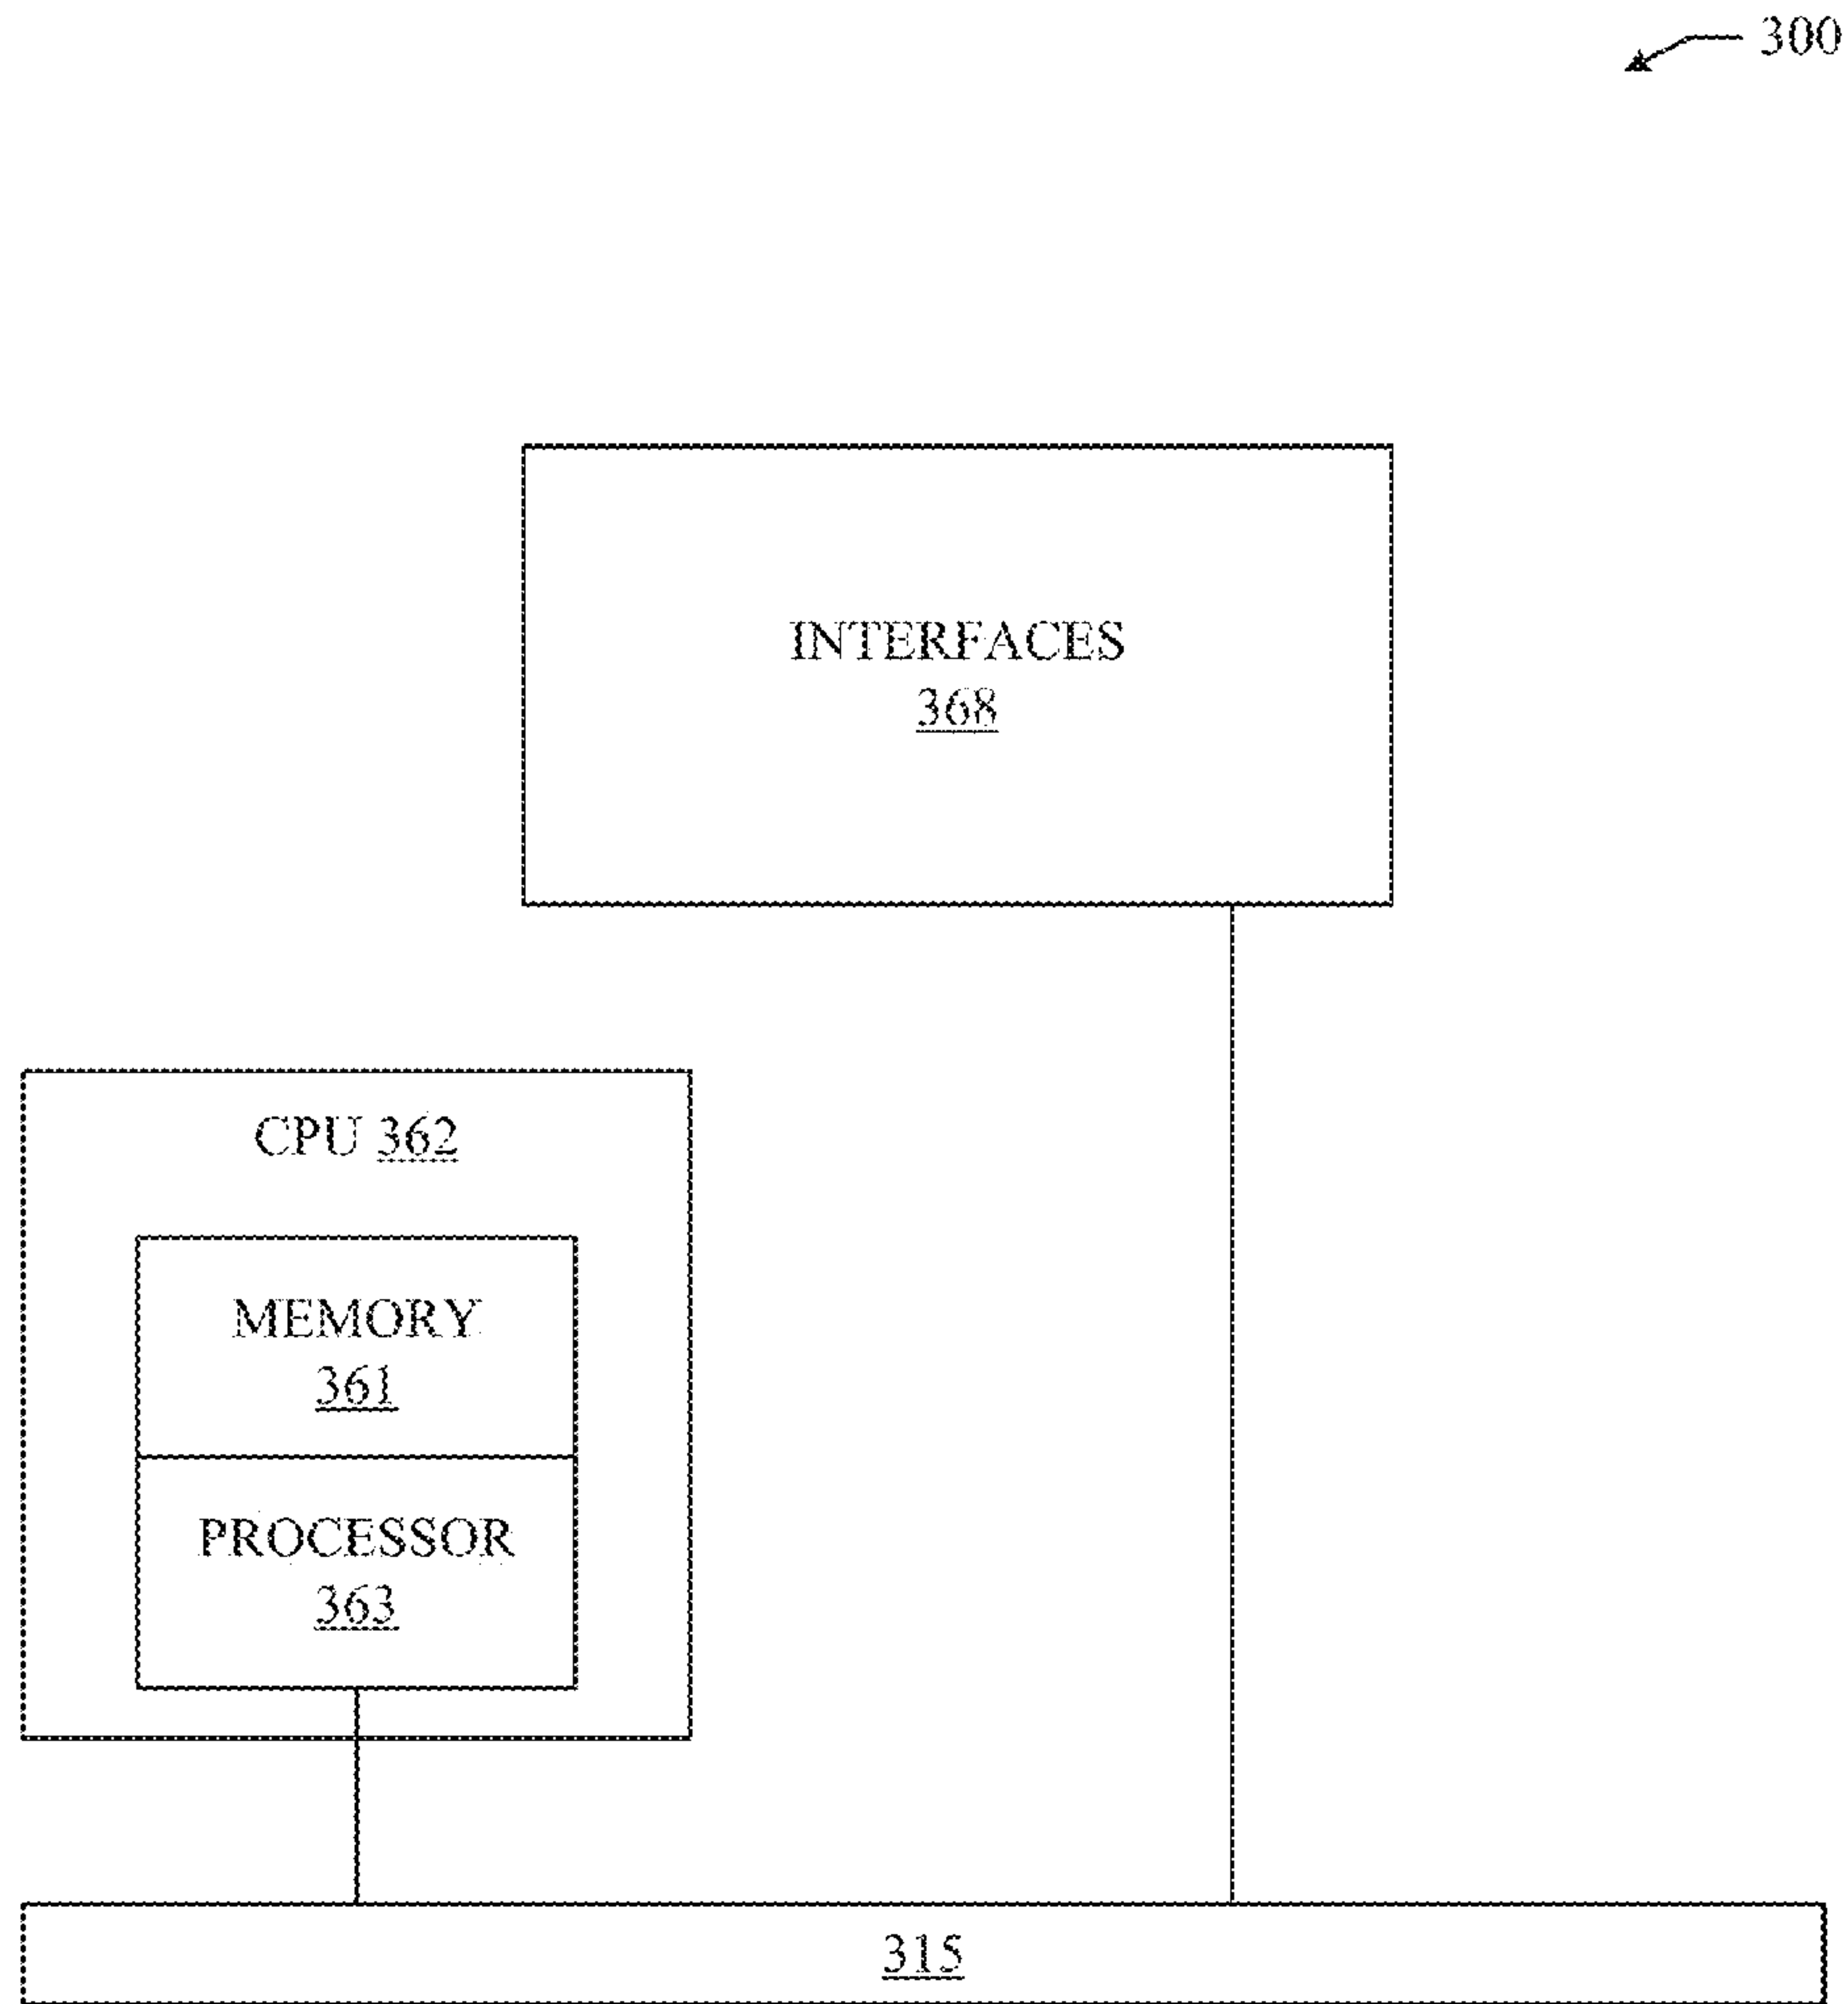 300
INTERFACES
368
CPU 362
MEMORY
361
PROCESSOR
363
315